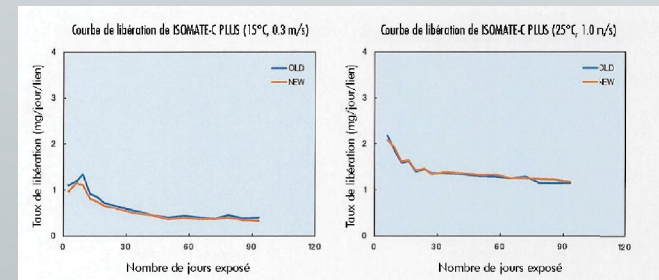 Courbe de libération de ISOMATE-C PLUS (15°C, 0.3 m/s)
Taux de libération (mg/jour/lien)
4
3
2
1
0
0 30 60 90 120
Nombre de jours exposé
OLD
NEW
Courbe de libération de ISOMATE-C PLUS (25°C, 1.0 m/s)
Taux de libération (mg/jour/lien)
4
3
2
1
0
0 30 60 90 120
Nombre de jours exposé
OLD
NEW